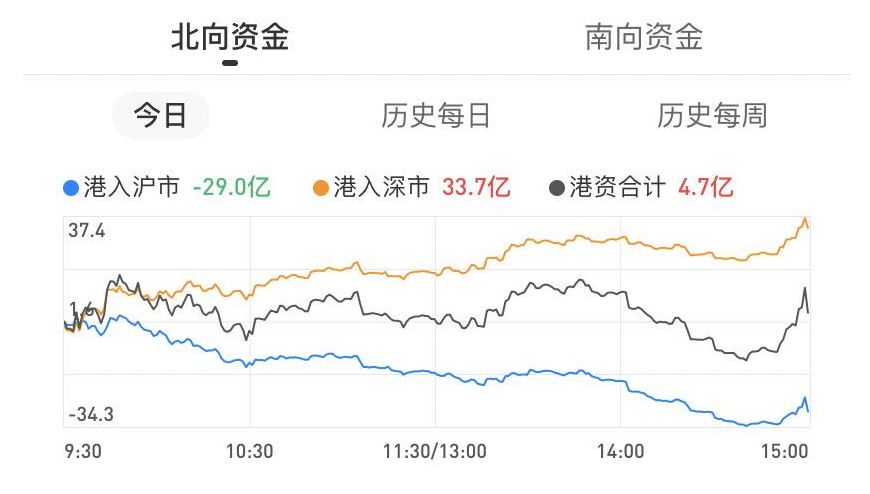 北向资金 南向资金
今日 历史每日 历史每周
港入沪市 -29.0亿 港入深市 33.7亿 港资合计 4.7亿
37.4
1.6
-34.3
9:30 10:30 11:30/13:00 14:00 15:00